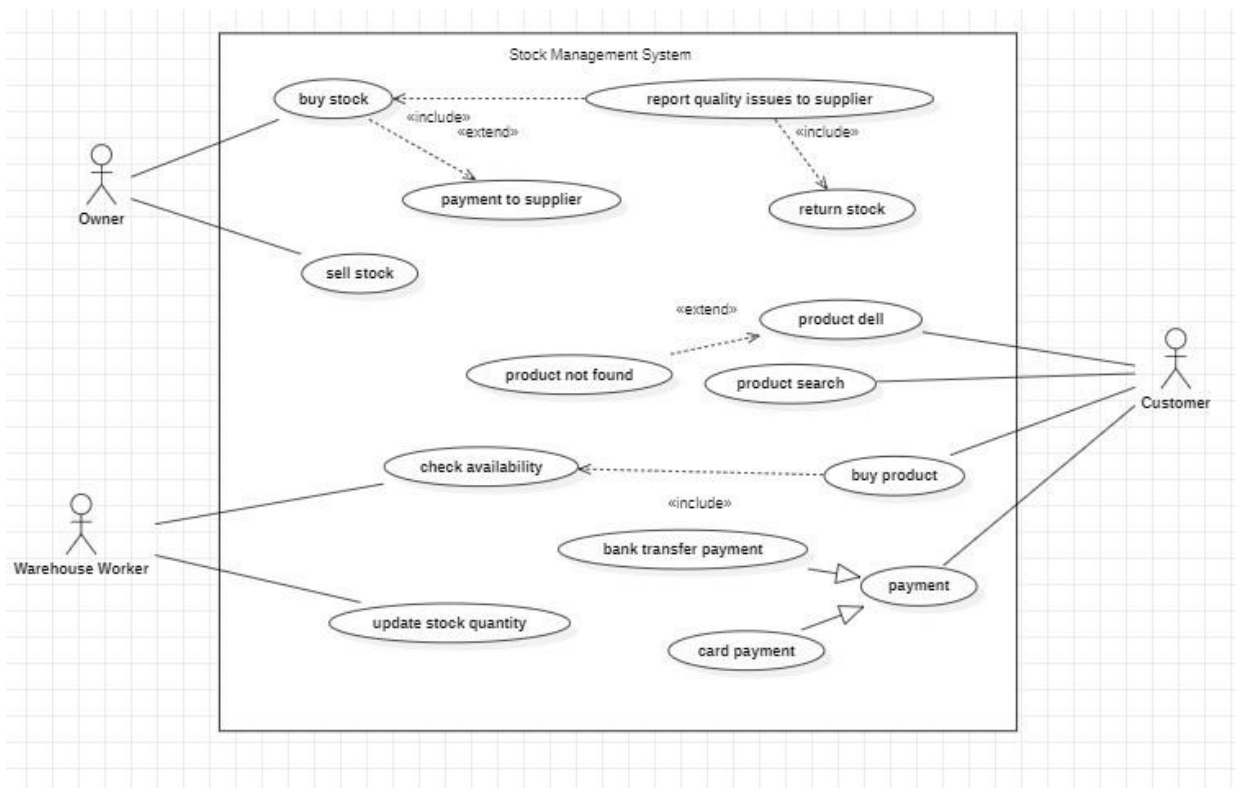 Stock Management System
buy stock
report quality issues to supplier
«include»
«extend»
«include»
payment to supplier
return stock
Owner
sell stock
«extend»
product dell
product not found
product search
Customer
check availability
buy product
«include»
bank transfer payment
Warehouse Worker
payment
update stock quantity
card payment